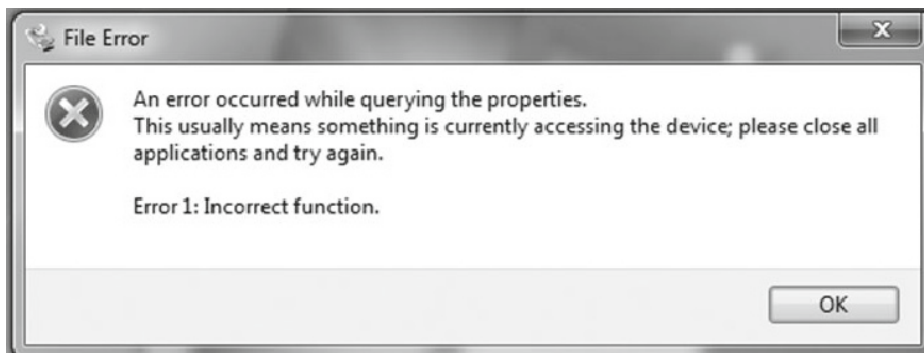 File Error
An error occurred while querying the properties.
This usually means something is currently accessing the device; please close all
applications and try again.
Error 1: Incorrect function.
OK